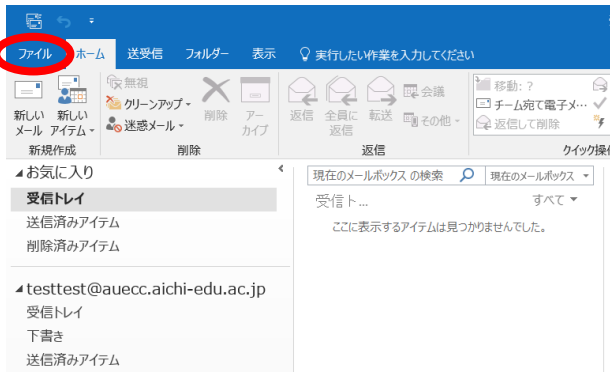 ファイル ホーム 送受信 フォルダー 表示 実行したい作業を入力してください
新しい
メール
新しい
アイテム
新規作成
無視
クリーンアップ
迷惑メール
削除
アー
カイブ
削除
返信
全員に
返信
転送
会議
その他
返信
移動: ?
チーム宛て電子メ…
返信して削除
クイック操作
お気に入り
受信トレイ
送信済みアイテム
削除済みアイテム
testtest@auecc.aichi-edu.ac.jp
受信トレイ
下書き
送信済みアイテム
現在のメールボックス の検索 現在のメールボックス
受信ト... すべて
ここに表示するアイテムは見つかりませんでした。